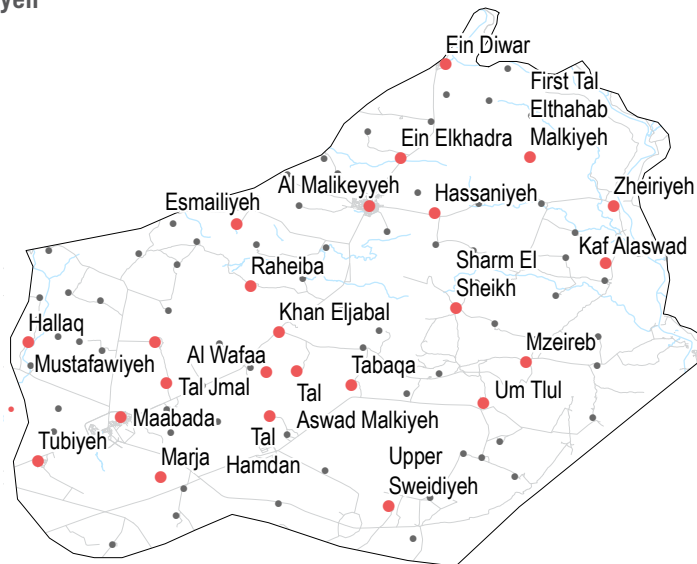 yeh
Ein Diwar
First Tal
Elthahab
Malkiyeh
Ein Elkhadra
Al Malikeyyeh
Hassaniyeh
Zheiriyeh
Esmailiyeh
Kaf Alaswad
Sharm El
Sheikh
Raheiba
Khan Eljabal
Hallaq
Mustafawiyeh
Al Wafaa
Tabaqa
Mzeireb
Tal Jmal
Tal
Aswad Malkiyeh
Um Tlul
Maabada
Tal
Hamdan
Tubiyeh
Marja
Upper
Sweidiyeh